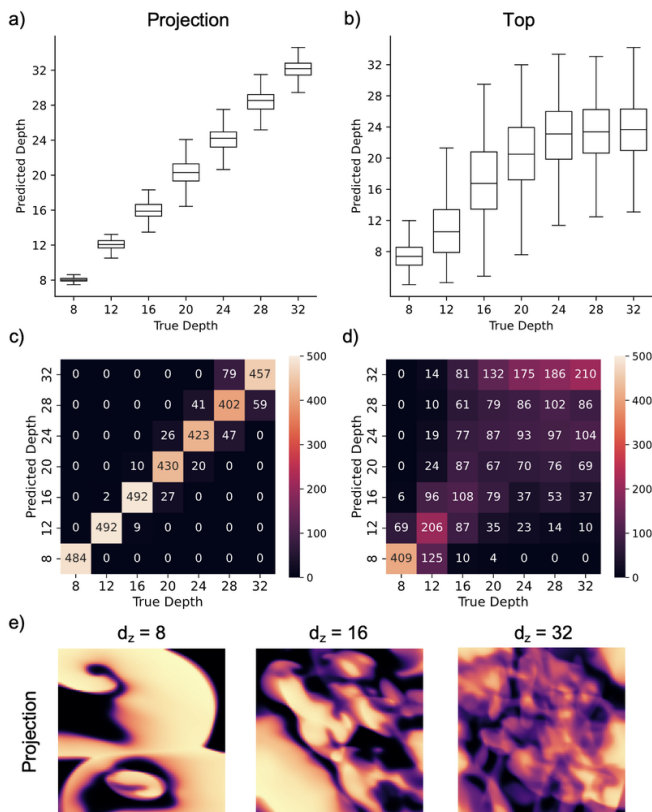 a) Projection
b) Top
Predicted Depth
32
28
24
20
16
12
8
8 12 16 20 24 28 32
True Depth
Predicted Depth
32
28
24
20
16
12
8
8 12 16 20 24 28 32
True Depth
c)
Predicted Depth
32 0 0 0 0 0 79 457
28 0 0 0 0 41 402 59
24 0 0 0 26 423 47 0
20 0 0 10 430 20 0 0
16 0 2 492 27 0 0 0
12 0 492 9 0 0 0 0
8 484 0 0 0 0 0 0
8 12 16 20 24 28 32
True Depth
500
400
300
200
100
0
d)
Predicted Depth
32 0 14 81 132 175 186 210
28 0 10 61 79 86 102 86
24 0 19 77 87 93 97 104
20 0 24 87 67 70 76 69
16 6 96 108 79 37 53 37
12 69 206 87 35 23 14 10
8 409 125 10 4 0 0 0
8 12 16 20 24 28 32
True Depth
500
400
300
200
100
0
e)
d_z = 8 d_z = 16 d_z = 32
Projection